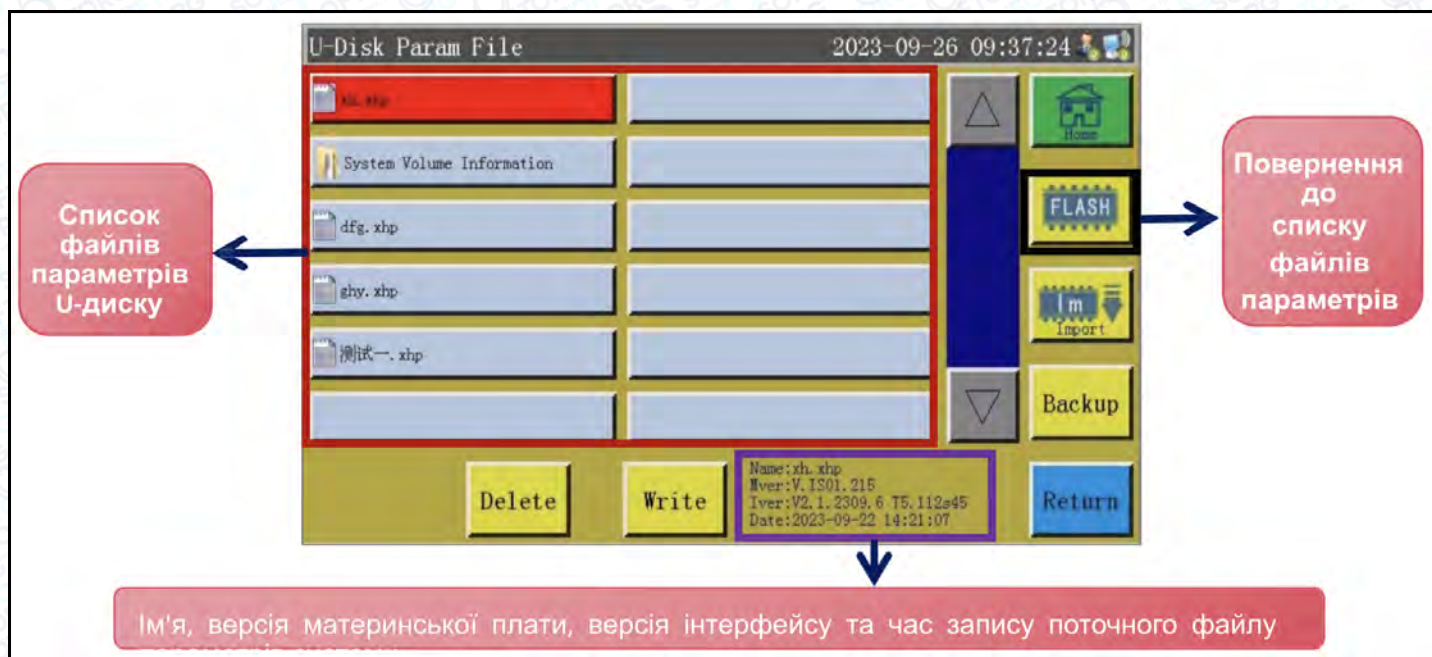 U-Disk Param File 2023-09-26 09:37:24
xh.xhp
Home
System Volume Information
FLASH
dfg.xhp
ghy.xhp
Im
Import
测试一.xhp
Backup
Delete
Write
Name:xh.xhp
Mver:V.IS01.215
Iver:V2.1.2309.6 T5.112s45
Date:2023-09-22 14:21:07
Return
Список
файлів
параметрів
U-диску
Повернення
до
списку
файлів
параметрів
Ім'я, версія материнської плати, версія інтерфейсу та час запису поточного файлу